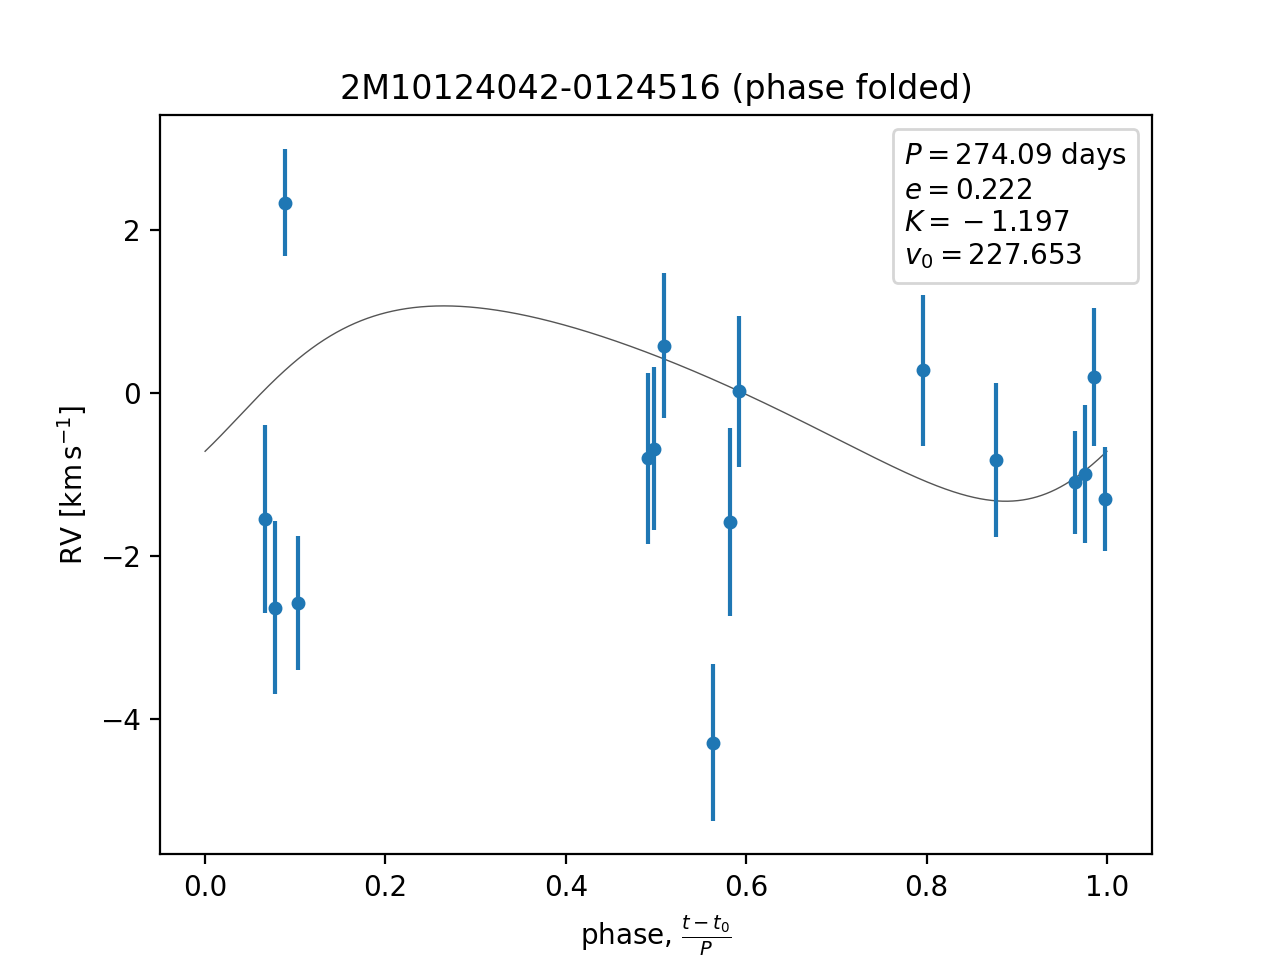 2M10124042-0124516 (phase folded)
P = 274.09 days
e = 0.222
K = −1.197
v₀ = 227.653
2
0
−2
−4
RV [km s⁻¹]
0.0 0.2 0.4 0.6 0.8 1.0
phase, (t − t₀)/P